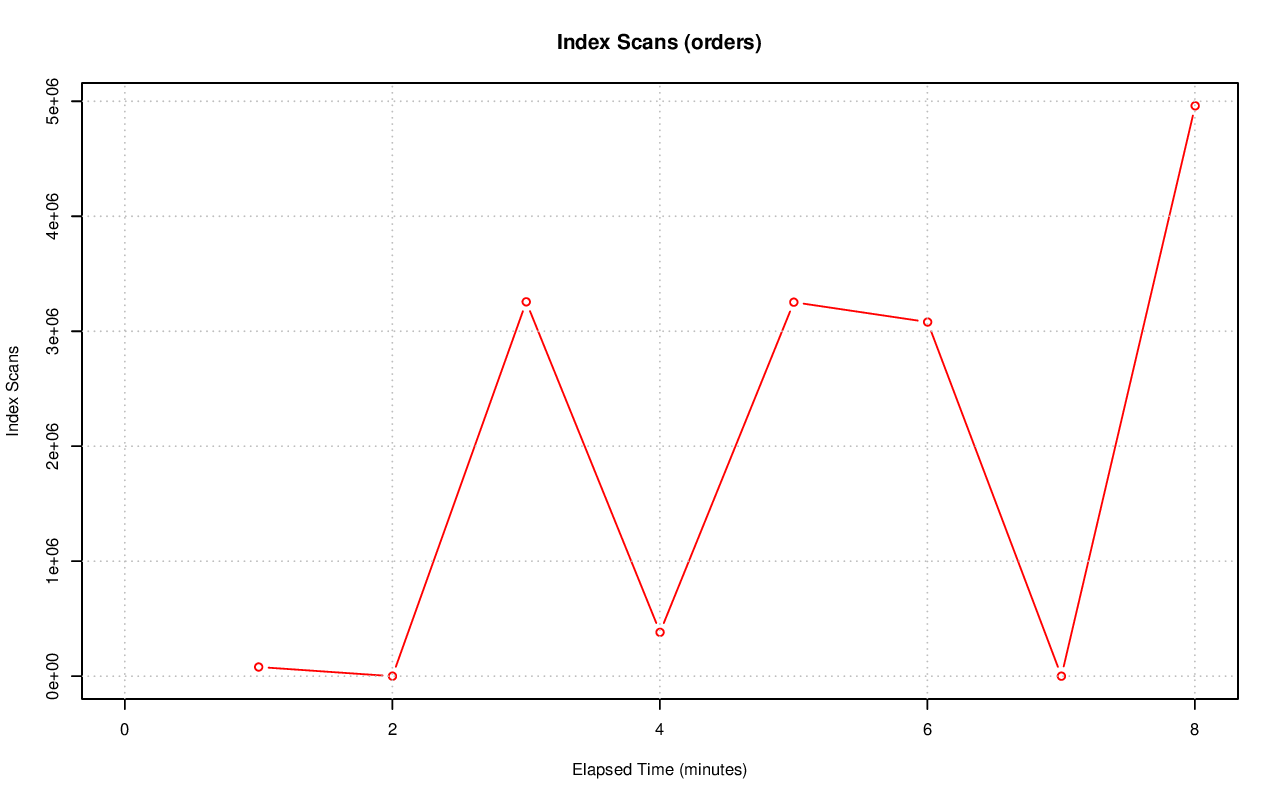 Index Scans (orders)
5e+06
4e+06
3e+06
2e+06
1e+06
0e+00
Index Scans
0 2 4 6 8
Elapsed Time (minutes)